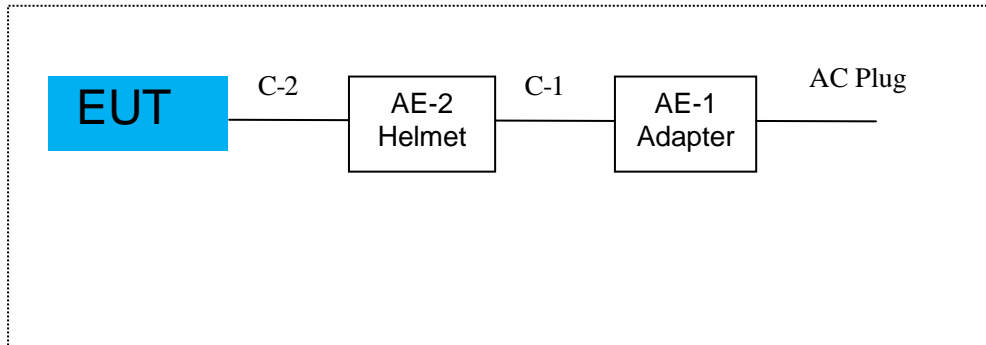 EUT
C-2
AE-2
Helmet
C-1
AE-1
Adapter
AC Plug